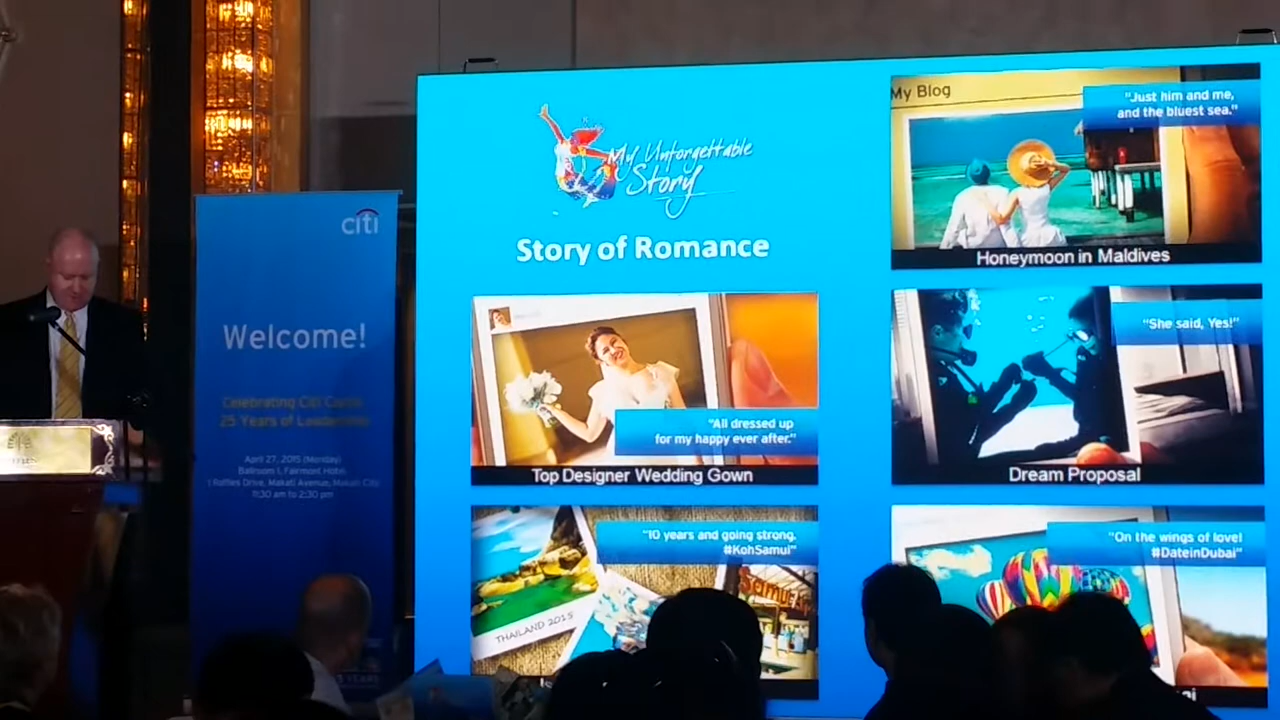 citi
Welcome!
Celebrating Citi Cards
25 Years of Leadership
April 27, 2015 (Monday)
Ballroom I, Fairmont Hotel
1 Raffles Drive, Makati Avenue, Makati City
11:30 am to 2:30 pm
My Unforgettable
Story
Story of Romance
My Blog
"Just him and me,
and the bluest sea."
Honeymoon in Maldives
"All dressed up
for my happy ever after."
Top Designer Wedding Gown
"She said, Yes!"
Dream Proposal
"10 years and going strong.
#KohSamui"
THAILAND 2015
Samui
"On the wings of love!
#DateinDubai"